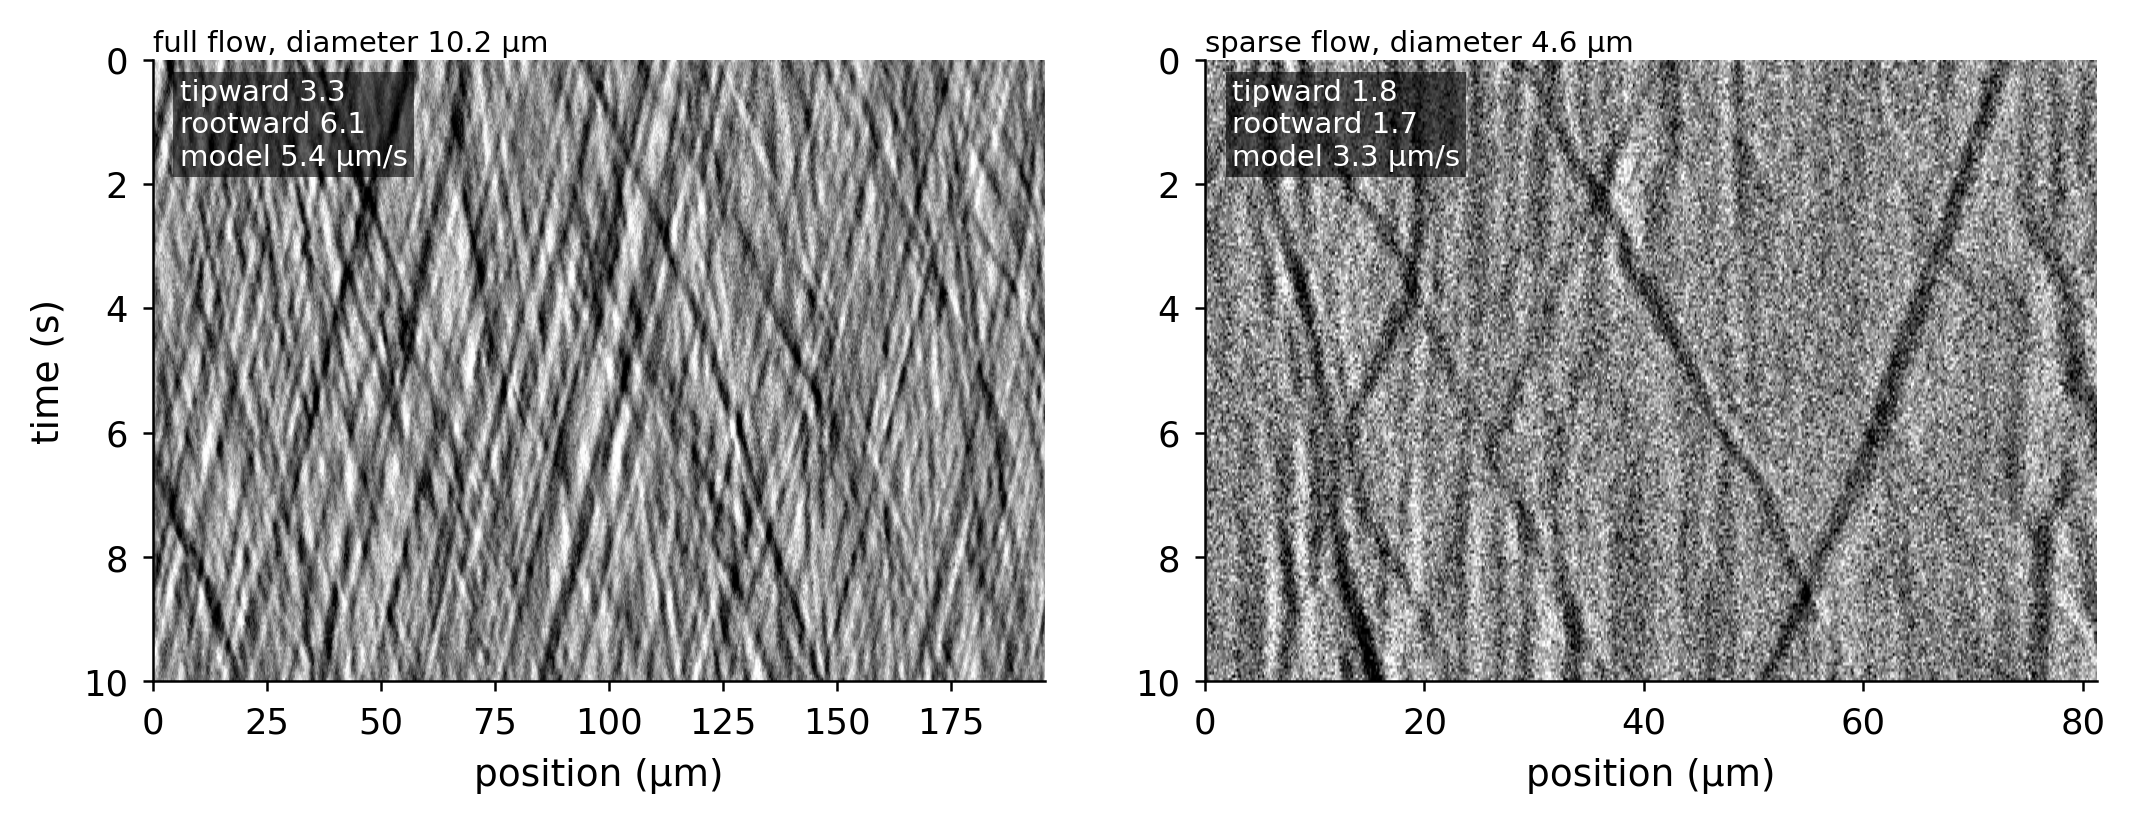 full flow, diameter 10.2 µm
tipward 3.3
rootward 6.1
model 5.4 µm/s
0
2
4
6
8
10
time (s)
0 25 50 75 100 125 150 175
position (µm)
sparse flow, diameter 4.6 µm
tipward 1.8
rootward 1.7
model 3.3 µm/s
0
2
4
6
8
10
0 20 40 60 80
position (µm)